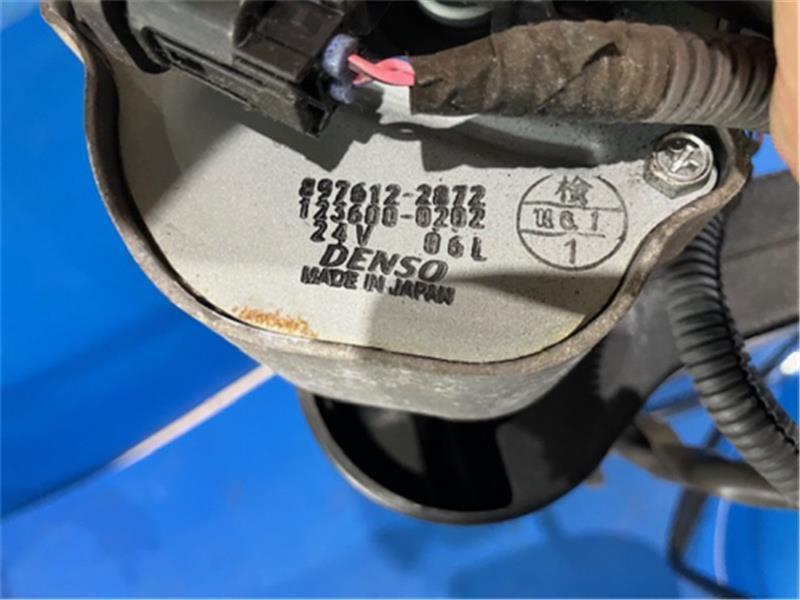 897612-2872
123600-0202
24V 06L
DENSO
MADE IN JAPAN
検
1